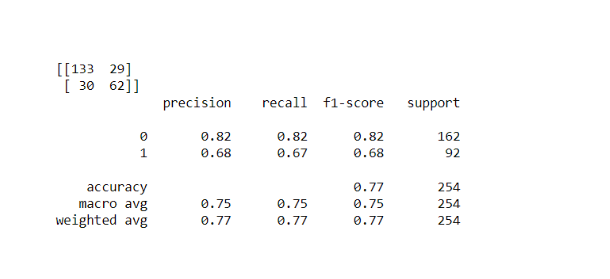 [[133  29]
 [ 30  62]]
              precision    recall  f1-score   support

           0       0.82      0.82      0.82       162
           1       0.68      0.67      0.68        92

    accuracy                           0.77       254
   macro avg       0.75      0.75      0.75       254
weighted avg       0.77      0.77      0.77       254